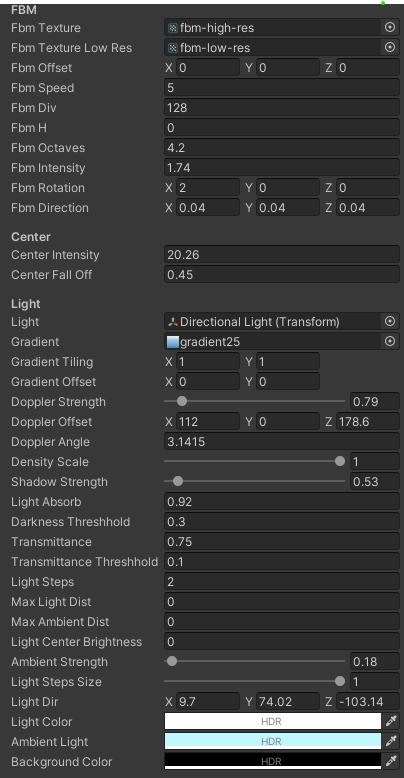 FBM
Fbm Texture fbm-high-res
Fbm Texture Low Res fbm-low-res
Fbm Offset X 0 Y 0 Z 0
Fbm Speed 5
Fbm Div 128
Fbm H 0
Fbm Octaves 4.2
Fbm Intensity 1.74
Fbm Rotation X 2 Y 0 Z 0
Fbm Direction X 0.04 Y 0.04 Z 0.04
Center
Center Intensity 20.26
Center Fall Off 0.45
Light
Light Directional Light (Transform)
Gradient gradient25
Gradient Tiling X 1 Y 1
Gradient Offset X 0 Y 0
Doppler Strength 0.79
Doppler Offset X 112 Y 0 Z 178.6
Doppler Angle 3.1415
Density Scale 1
Shadow Strength 0.53
Light Absorb 0.92
Darkness Threshhold 0.3
Transmittance 0.75
Transmittance Threshhold 0.1
Light Steps 2
Max Light Dist 0
Max Ambient Dist 0
Light Center Brightness 0
Ambient Strength 0.18
Light Steps Size 1
Light Dir X 9.7 Y 74.02 Z -103.14
Light Color HDR
Ambient Light HDR
Background Color HDR